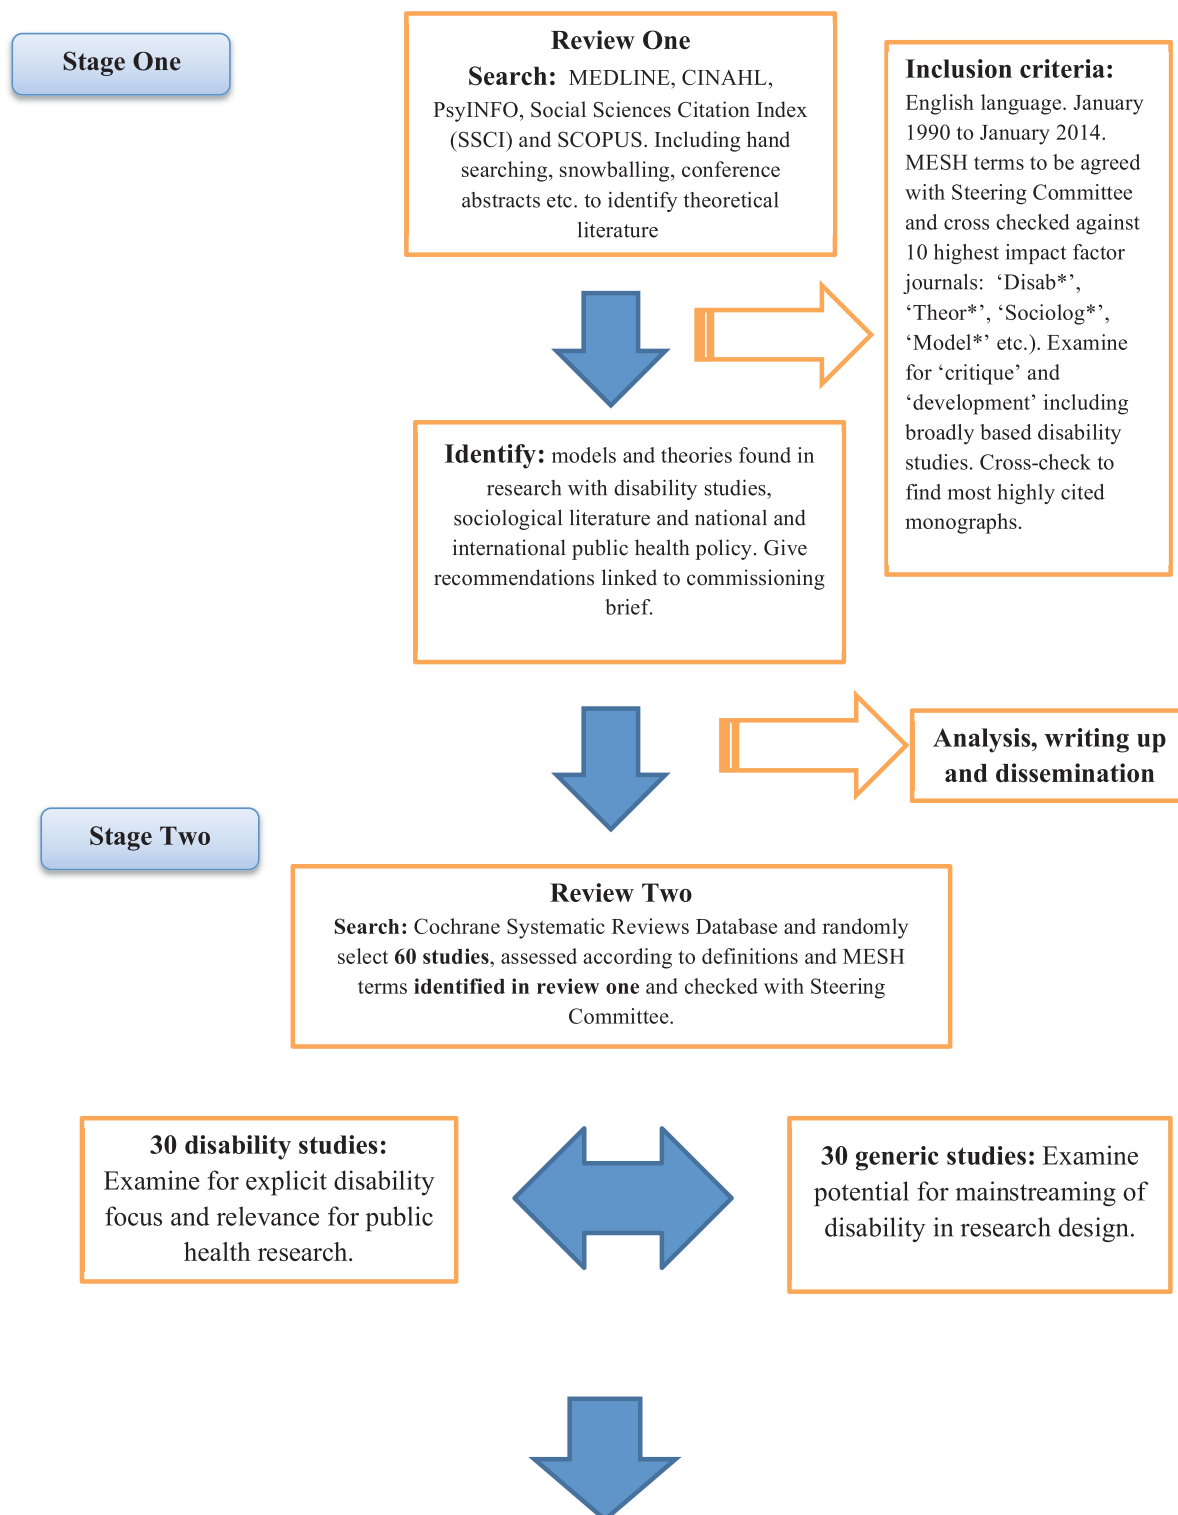 Stage One
Review One
Search: MEDLINE, CINAHL,
PsyINFO, Social Sciences Citation Index
(SSCI) and SCOPUS. Including hand
searching, snowballing, conference
abstracts etc. to identify theoretical
literature
Inclusion criteria:
English language. January
1990 to January 2014.
MESH terms to be agreed
with Steering Committee
and cross checked against
10 highest impact factor
journals: ‘Disab*’,
‘Theor*’, ‘Sociolog*’,
‘Model*’ etc.). Examine
for ‘critique’ and
‘development’ including
broadly based disability
studies. Cross-check to
find most highly cited
monographs.
Identify: models and theories found in
research with disability studies,
sociological literature and national and
international public health policy. Give
recommendations linked to commissioning
brief.
Analysis, writing up
and dissemination
Stage Two
Review Two
Search: Cochrane Systematic Reviews Database and randomly
select 60 studies, assessed according to definitions and MESH
terms identified in review one and checked with Steering
Committee.
30 disability studies:
Examine for explicit disability
focus and relevance for public
health research.
30 generic studies: Examine
potential for mainstreaming of
disability in research design.